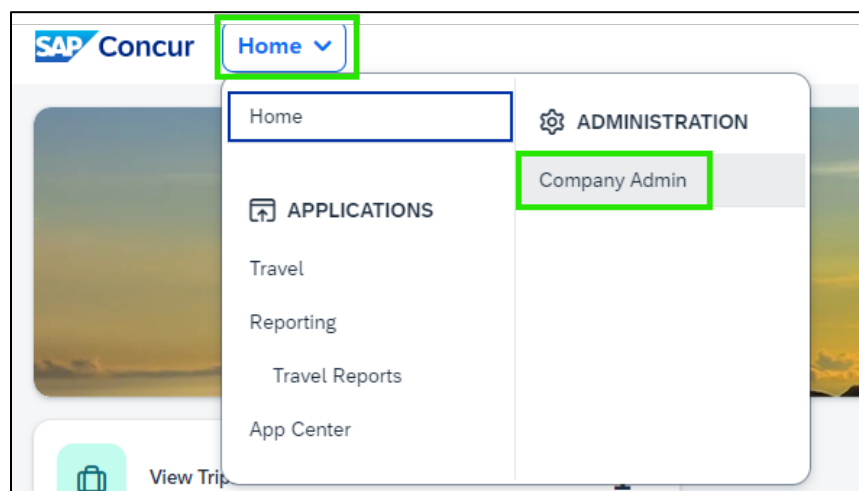 SAP Concur
Home
Home
APPLICATIONS
Travel
Reporting
Travel Reports
App Center
ADMINISTRATION
Company Admin
View Trip